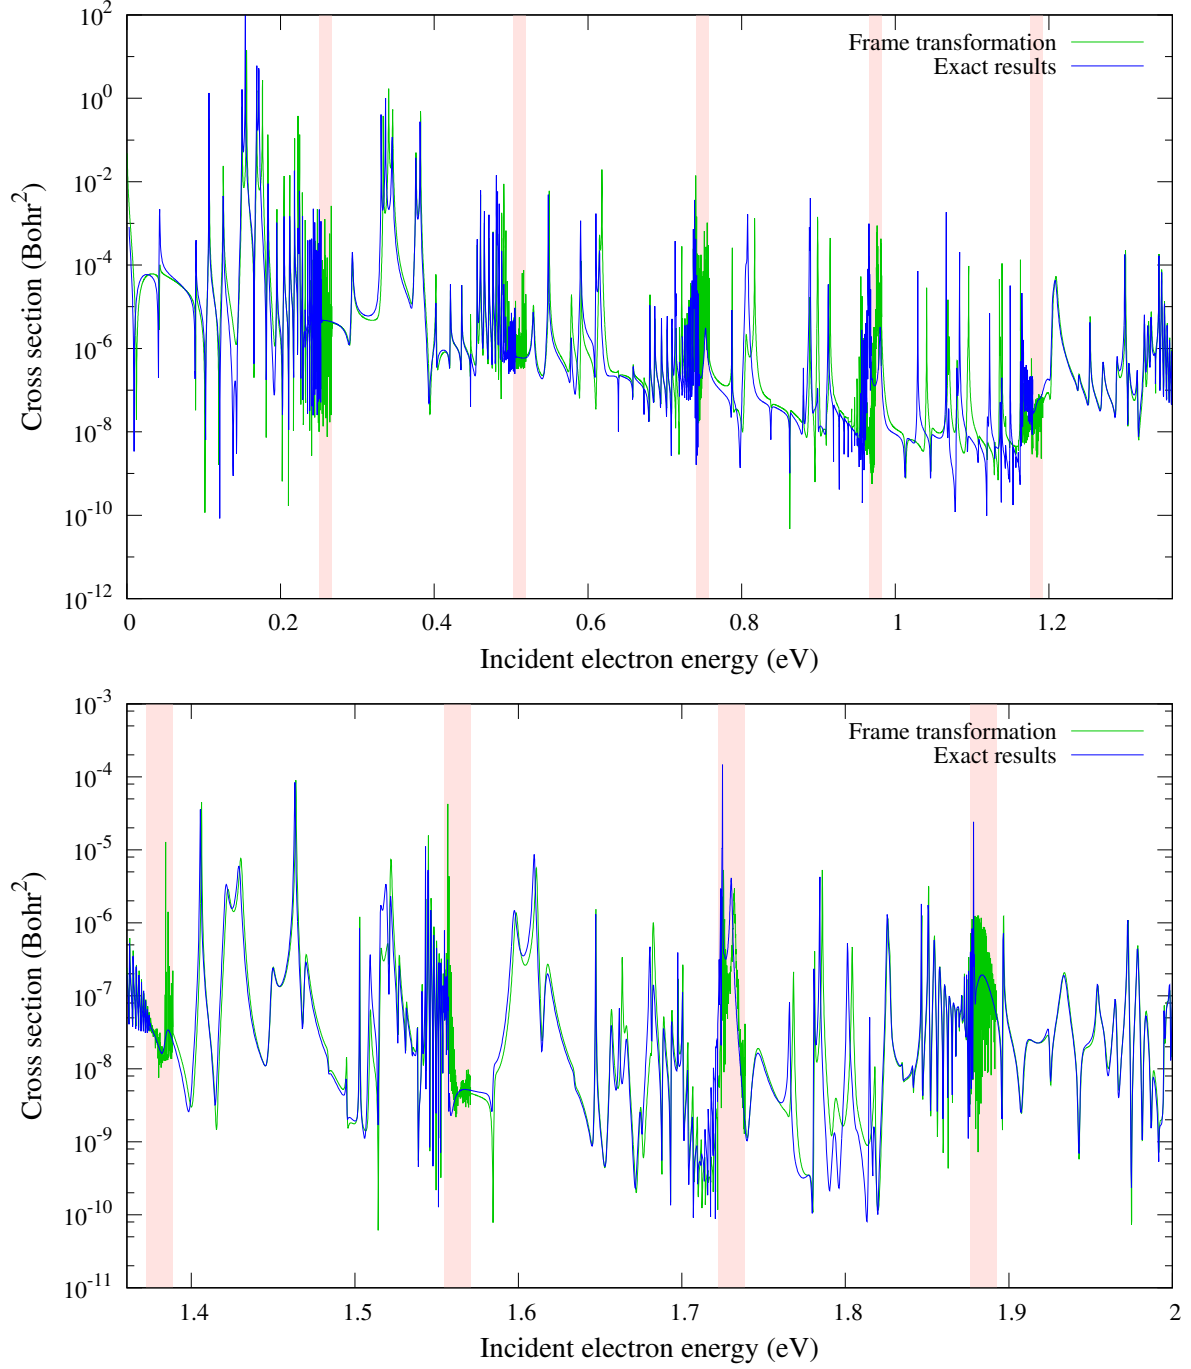 10^2
10^0
10^-2
10^-4
10^-6
10^-8
10^-10
10^-12
Cross section (Bohr^2)
Frame transformation
Exact results
0 0.2 0.4 0.6 0.8 1 1.2
Incident electron energy (eV)
10^-3
10^-4
10^-5
10^-6
10^-7
10^-8
10^-9
10^-10
10^-11
Cross section (Bohr^2)
Frame transformation
Exact results
1.4 1.5 1.6 1.7 1.8 1.9 2
Incident electron energy (eV)